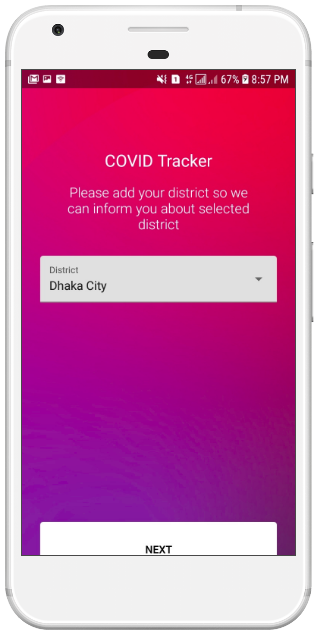 67% 8:57 PM
COVID Tracker
Please add your district so we
can inform you about selected
district
District
Dhaka City
NEXT